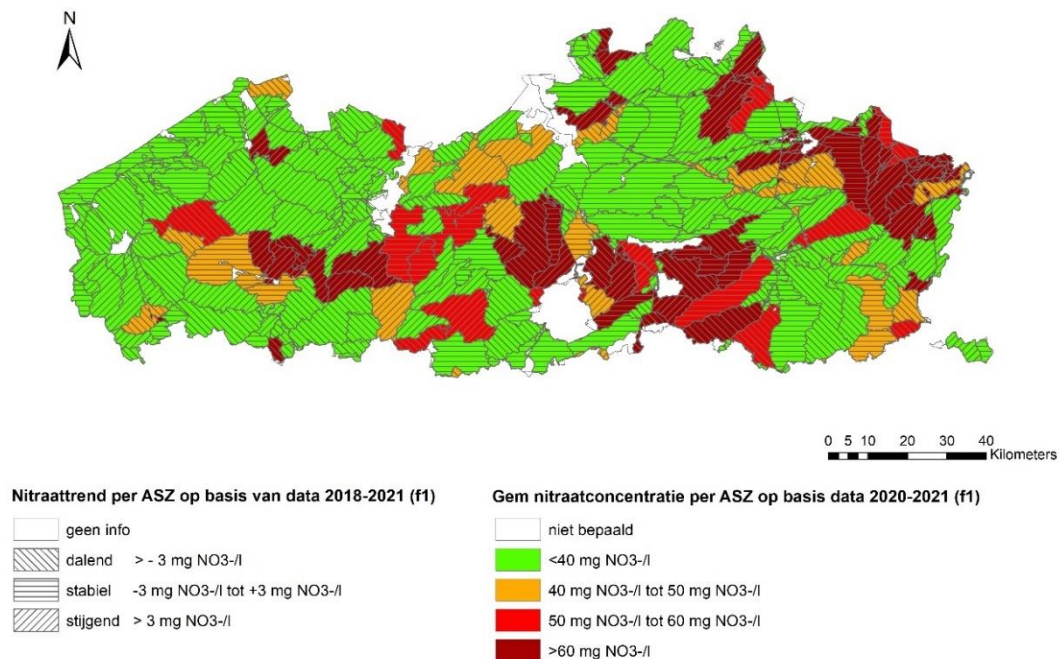 N
0 5 10 20 30 40
Kilometers
Nitraattrend per ASZ op basis van data 2018-2021 (f1)
geen info
dalend > - 3 mg NO3-/l
stabiel -3 mg NO3-/l tot +3 mg NO3-/l
stijgend > 3 mg NO3-/l
Gem nitraatconcentratie per ASZ op basis data 2020-2021 (f1)
niet bepaald
<40 mg NO3-/l
40 mg NO3-/l tot 50 mg NO3-/l
50 mg NO3-/l tot 60 mg NO3-/l
>60 mg NO3-/l